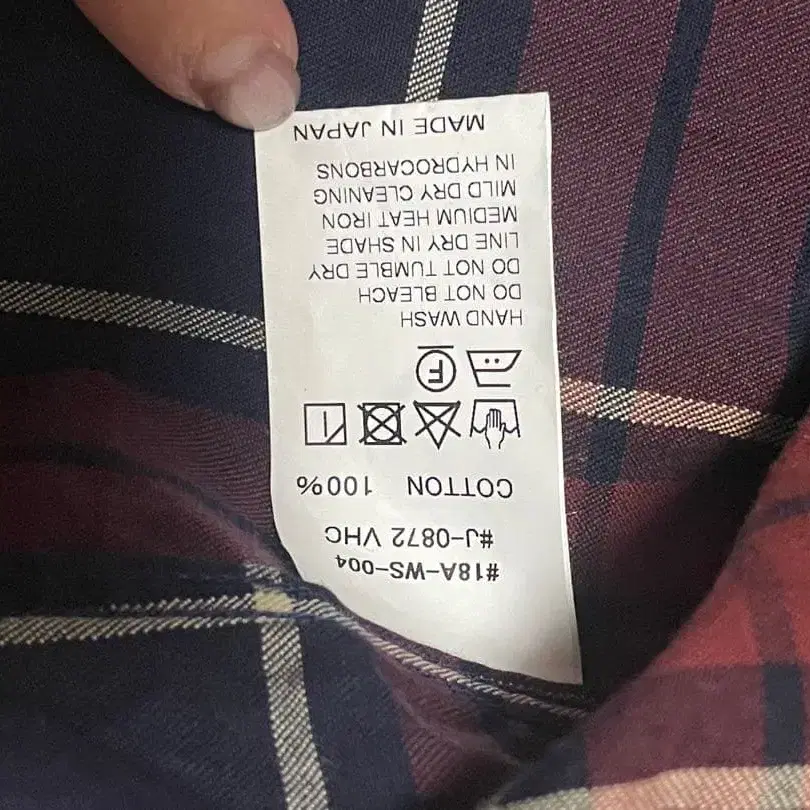 #18A-WS-004
#J-0872 VHC
COTTON 100%
F
HAND WASH
DO NOT BLEACH
DO NOT TUMBLE DRY
LINE DRY IN SHADE
MEDIUM HEAT IRON
MILD DRY CLEANING
IN HYDROCARBONS
MADE IN JAPAN